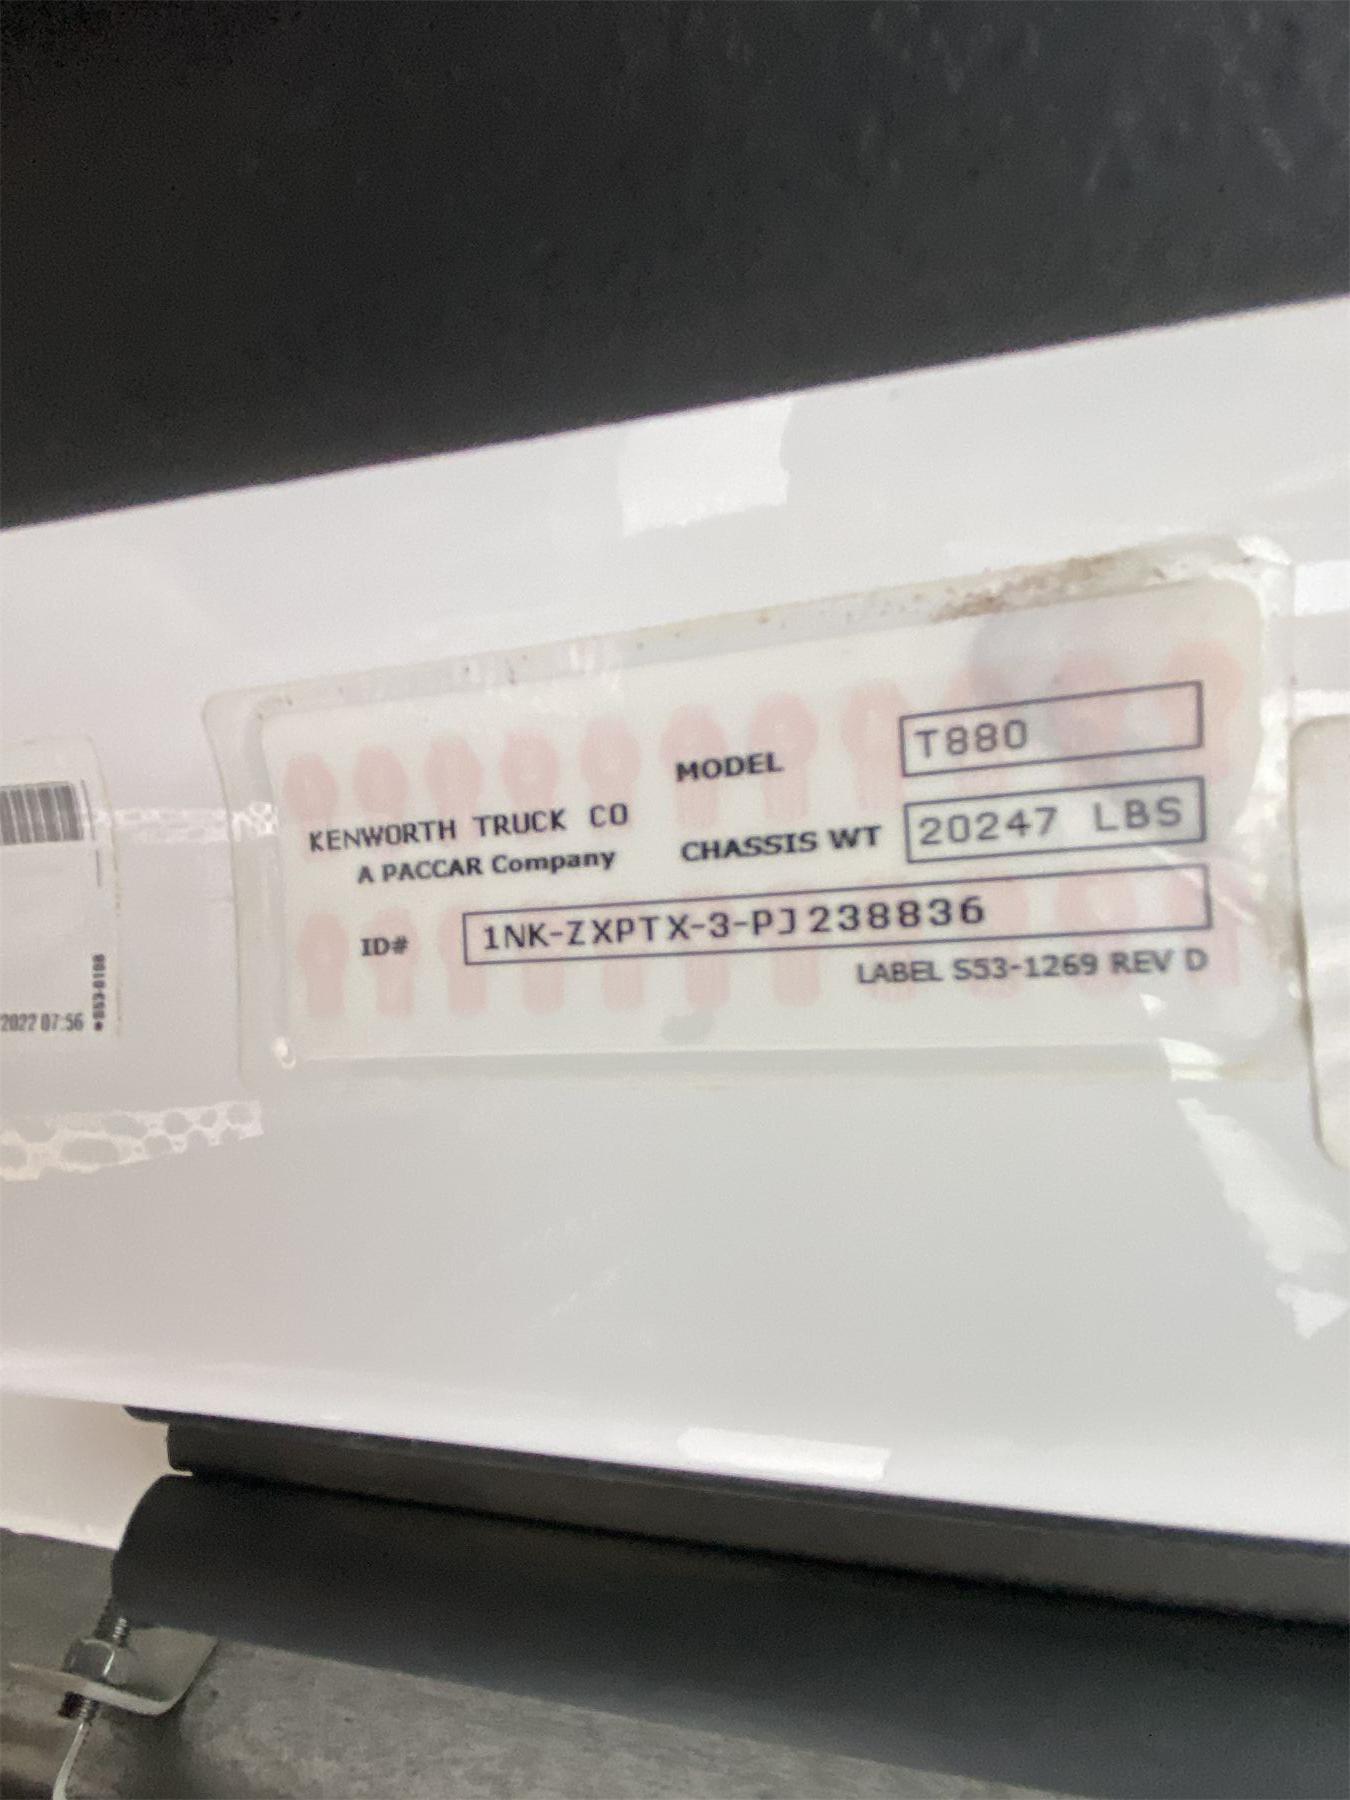 KENWORTH TRUCK CO
A PACCAR Company
MODEL T880
CHASSIS WT 20247 LBS
ID# 1NK-ZXPTX-3-PJ238836
LABEL S53-1269 REV D
2022 07:56